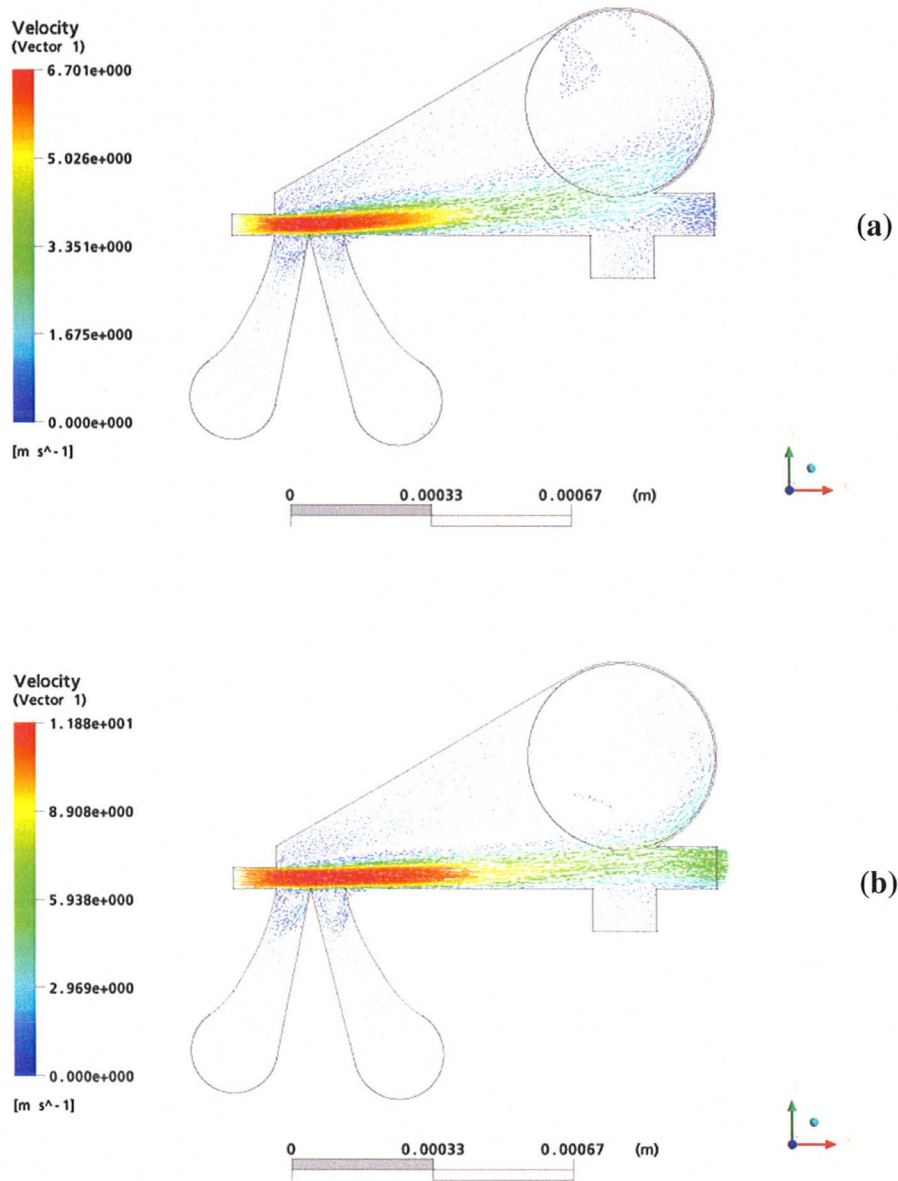 Velocity
(Vector 1)
6.701e+000
5.026e+000
3.351e+000
1.675e+000
0.000e+000
[m s^-1]
(a)
0 0.00033 0.00067 (m)
Velocity
(Vector 1)
1.188e+001
8.908e+000
5.938e+000
2.969e+000
0.000e+000
[m s^-1]
(b)
0 0.00033 0.00067 (m)